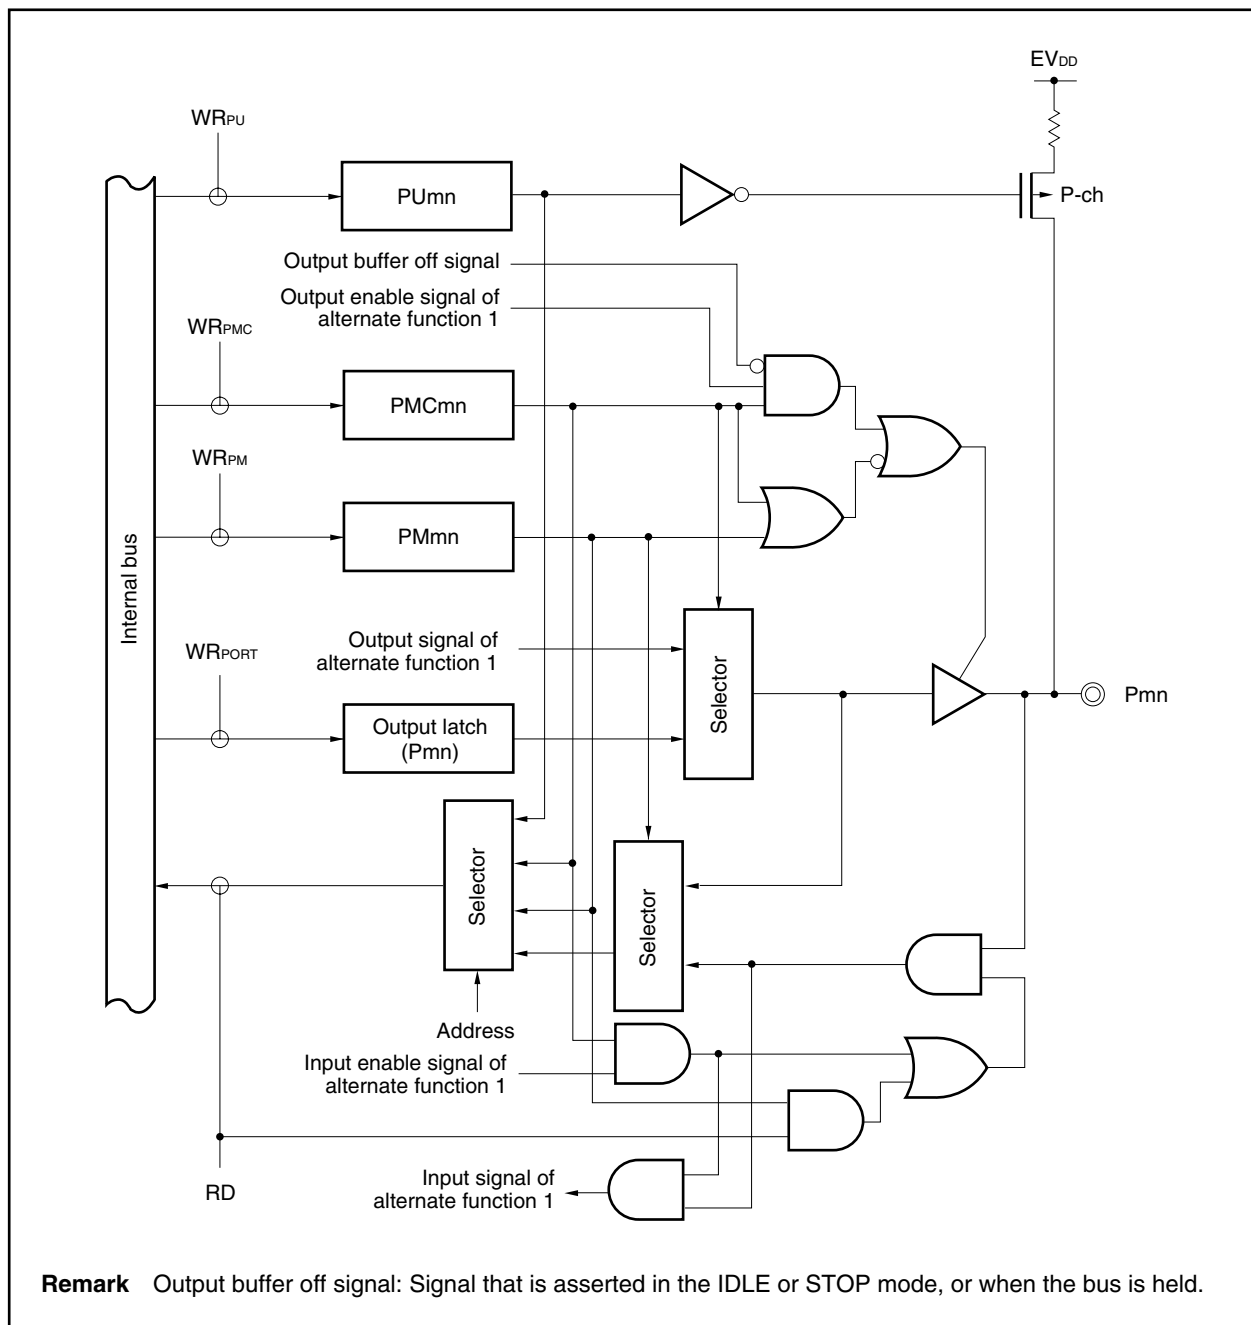 EVDD
WRPU
PUmn
P-ch
Output buffer off signal
Output enable signal of
alternate function 1
WRPMC
PMCmn
WRPM
PMmn
Internal bus
Output signal of
alternate function 1
WRPORT
Selector
Output latch
(Pmn)
Pmn
Selector
Selector
Address
Input enable signal of
alternate function 1
RD
Input signal of
alternate function 1
Remark Output buffer off signal: Signal that is asserted in the IDLE or STOP mode, or when the bus is held.